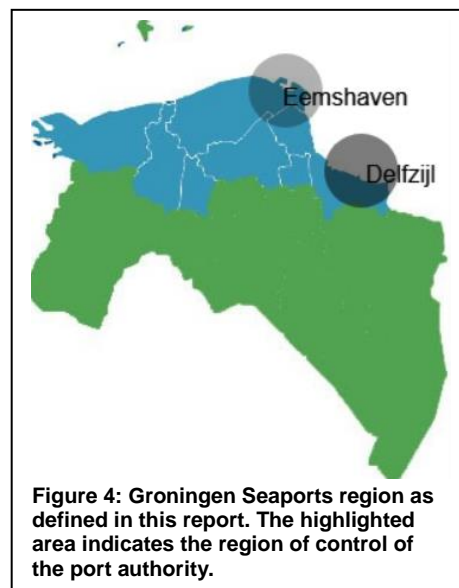 Eemshaven
Delfzijl
Figure 4: Groningen Seaports region as
defined in this report. The highlighted
area indicates the region of control of
the port authority.